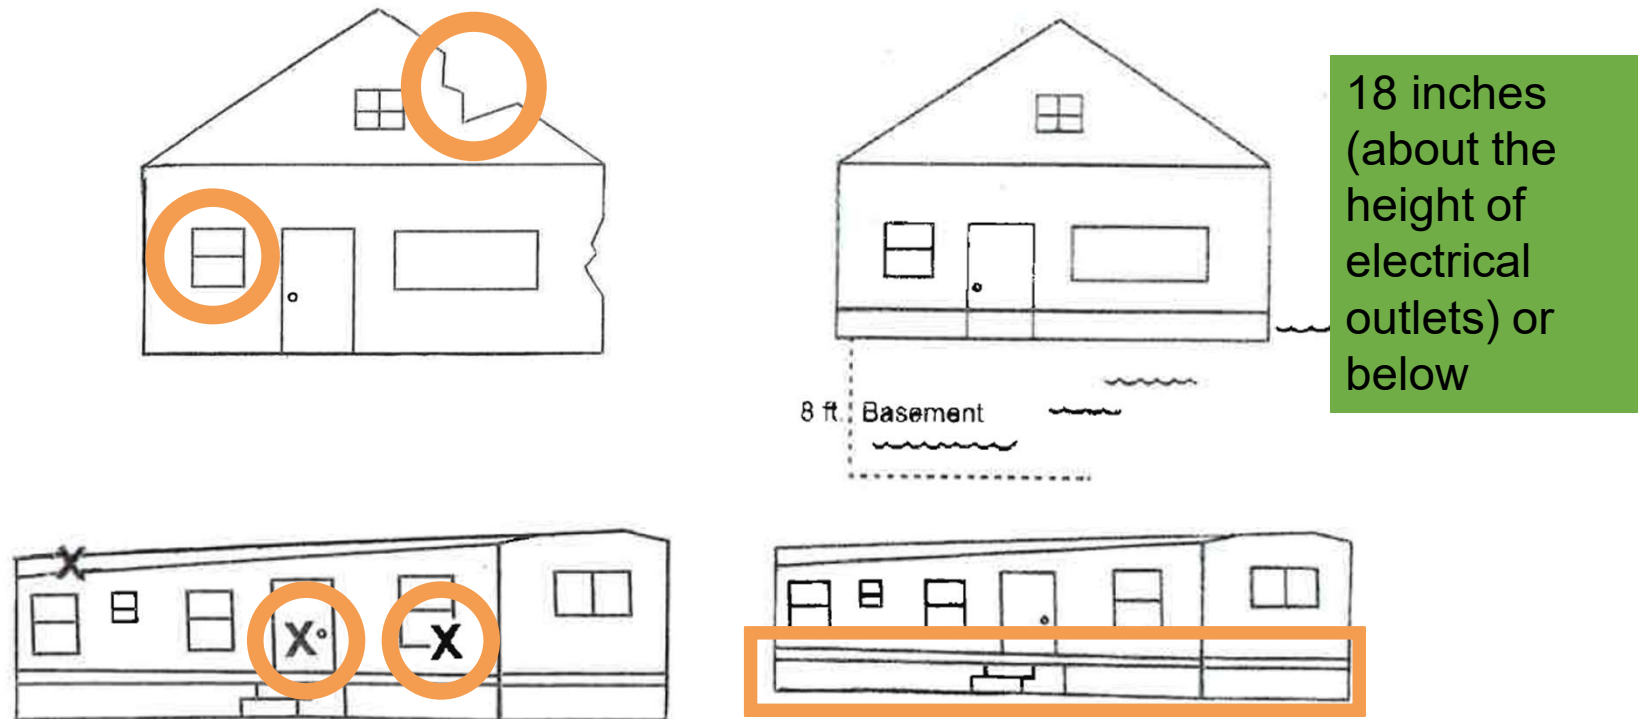 18 inches
(about the
height of
electrical
outlets) or
below
8 ft. Basement
X
X
X